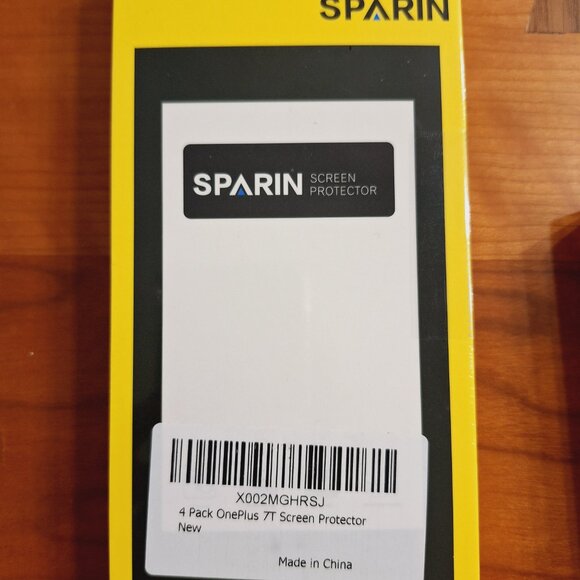 SPARIN
SPARIN SCREEN
PROTECTOR
X002MGHRSJ
4 Pack OnePlus 7T Screen Protector
New
Made in China